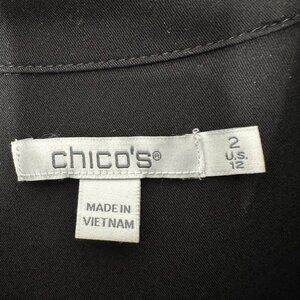 chico's®
2
U.S.
12
MADE IN
VIETNAM